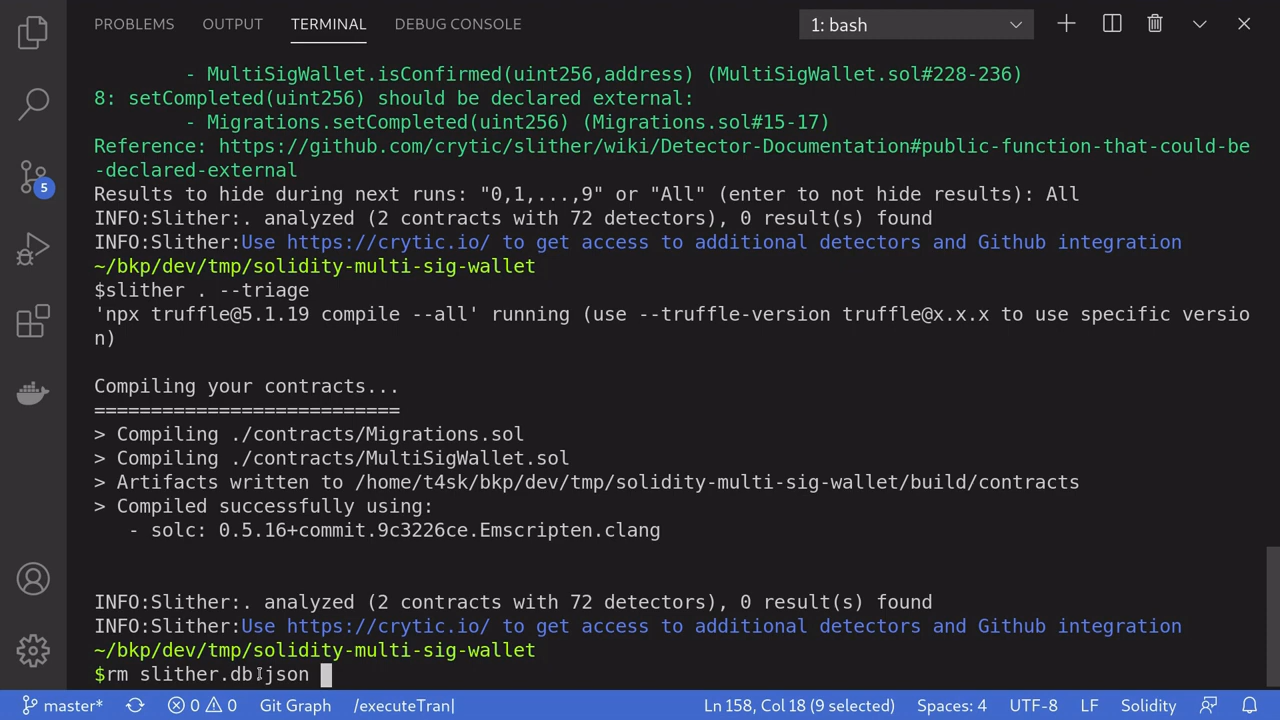 PROBLEMS OUTPUT TERMINAL DEBUG CONSOLE 1: bash
- MultiSigWallet.isConfirmed(uint256,address) (MultiSigWallet.sol#228-236)
8: setCompleted(uint256) should be declared external:
- Migrations.setCompleted(uint256) (Migrations.sol#15-17)
Reference: https://github.com/crytic/slither/wiki/Detector-Documentation#public-function-that-could-be
-declared-external
Results to hide during next runs: "0,1,...,9" or "All" (enter to not hide results): All
INFO:Slither:. analyzed (2 contracts with 72 detectors), 0 result(s) found
INFO:Slither:Use https://crytic.io/ to get access to additional detectors and Github integration
~/bkp/dev/tmp/solidity-multi-sig-wallet
$slither . --triage
'npx truffle@5.1.19 compile --all' running (use --truffle-version truffle@x.x.x to use specific versio
n)
Compiling your contracts...
===========================
> Compiling ./contracts/Migrations.sol
> Compiling ./contracts/MultiSigWallet.sol
> Artifacts written to /home/t4sk/bkp/dev/tmp/solidity-multi-sig-wallet/build/contracts
> Compiled successfully using:
- solc: 0.5.16+commit.9c3226ce.Emscripten.clang
INFO:Slither:. analyzed (2 contracts with 72 detectors), 0 result(s) found
INFO:Slither:Use https://crytic.io/ to get access to additional detectors and Github integration
~/bkp/dev/tmp/solidity-multi-sig-wallet
$rm slither.db.json
5
master* 0 0 Git Graph /executeTran| Ln 158, Col 18 (9 selected) Spaces: 4 UTF-8 LF Solidity